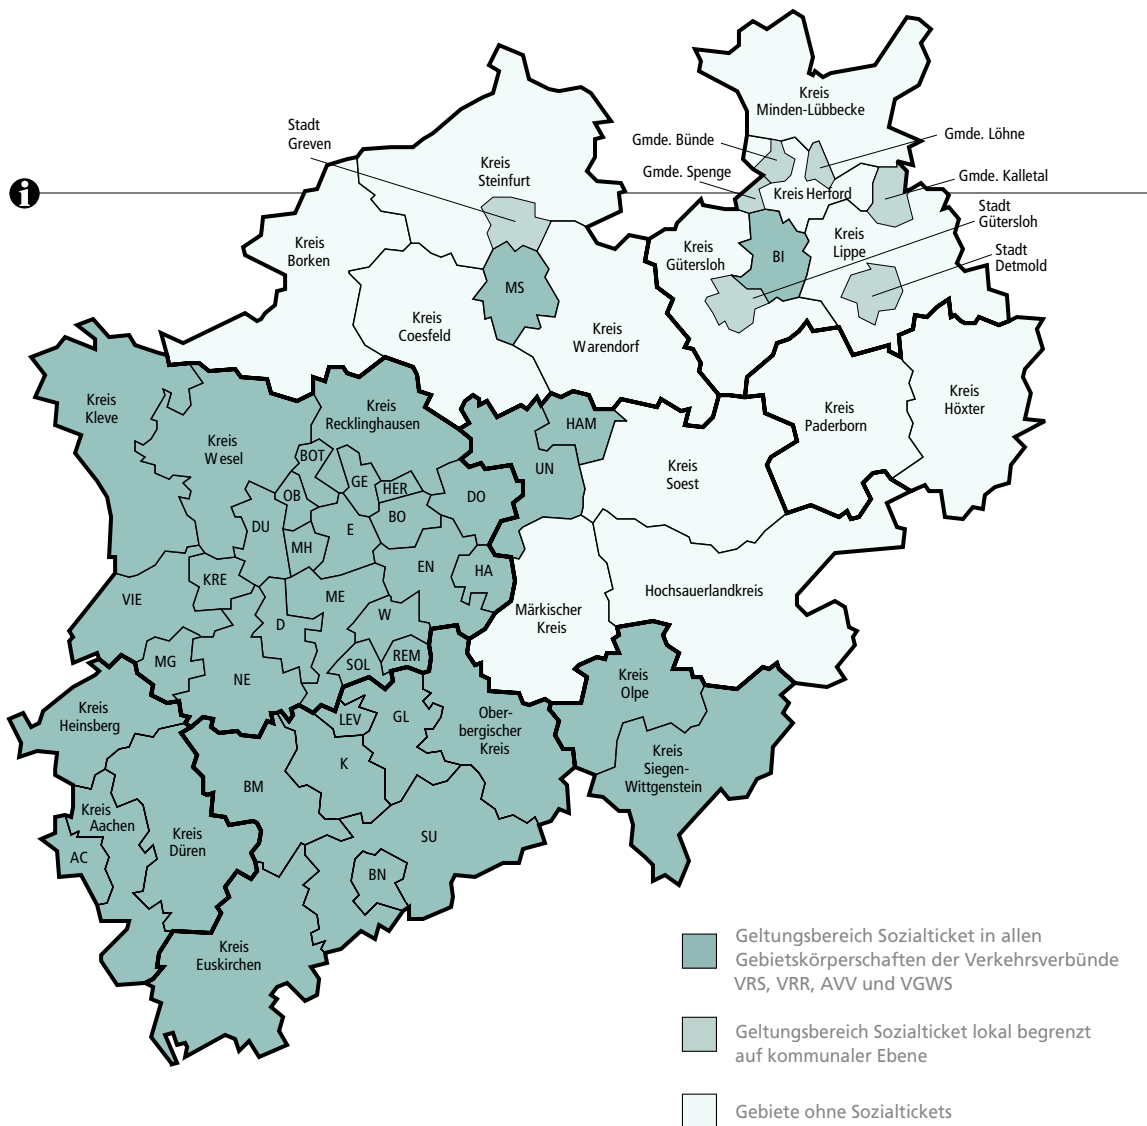 Kreis
Minden-Lübbecke
Stadt
Greven
Gmde. Bünde
Gmde. Löhne
Kreis
Steinfurt
Gmde. Spenge
Gmde. Kalletal
i
Kreis Herford
Stadt
Gütersloh
Kreis
Borken
Kreis
Gütersloh
BI
Kreis
Lippe
Stadt
Detmold
MS
Kreis
Coesfeld
Kreis
Warendorf
Kreis
Kleve
Kreis
Recklinghausen
Kreis
Höxter
Kreis
Paderborn
HAM
Kreis
Wesel
BOT
UN
Kreis
Soest
GE
HER
DO
OB
BO
DU
E
MH
EN
HA
KRE
VIE
ME
Hochsauerlandkreis
D
W
Märkischer
Kreis
MG
SOL
REM
NE
Kreis
Olpe
Kreis
Heinsberg
LEV
GL
Ober-
bergischer
Kreis
K
BM
Kreis
Siegen-
Wittgenstein
Kreis
Aachen
Kreis
Düren
SU
AC
BN
Kreis
Euskirchen
Geltungsbereich Sozialticket in allen
Gebietskörperschaften der Verkehrsverbünde
VRS, VRR, AVV und VGWS
Geltungsbereich Sozialticket lokal begrenzt
auf kommunaler Ebene
Gebiete ohne Sozialtickets